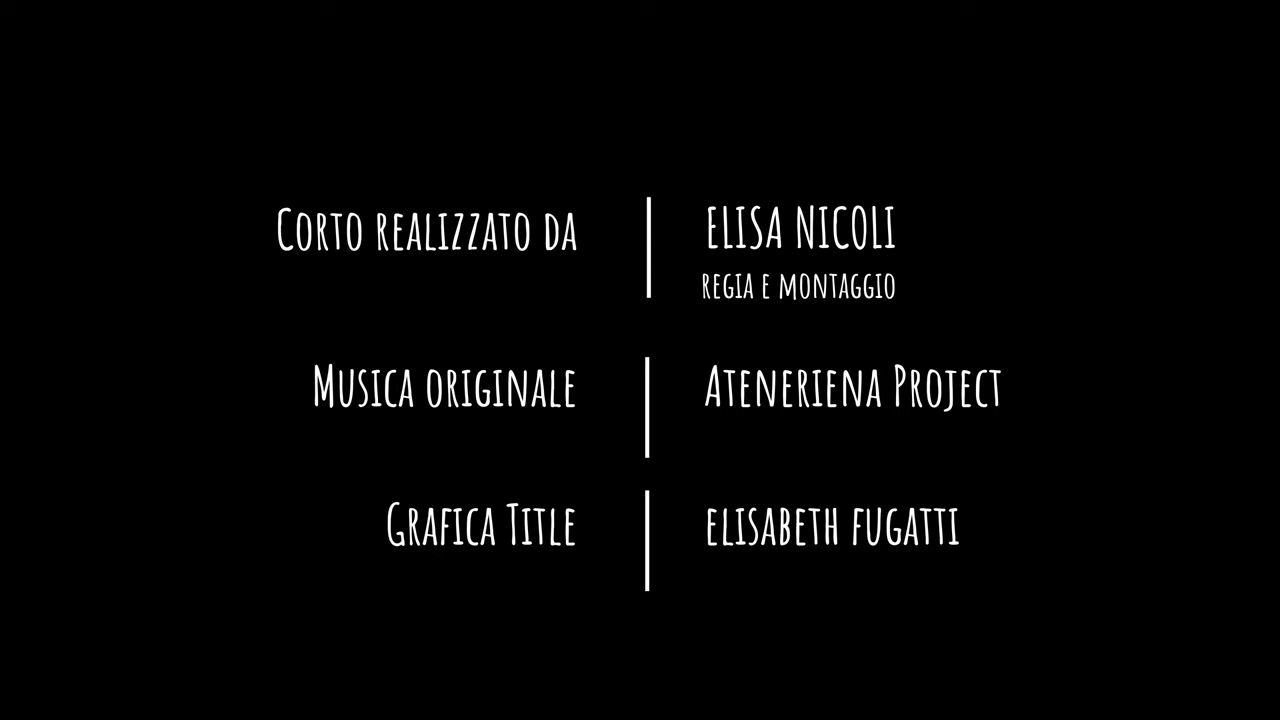 Corto realizzato da
ELISA NICOLI
regia e montaggio
Musica originale
Ateneriena Project
Grafica Title
elisabeth fugatti